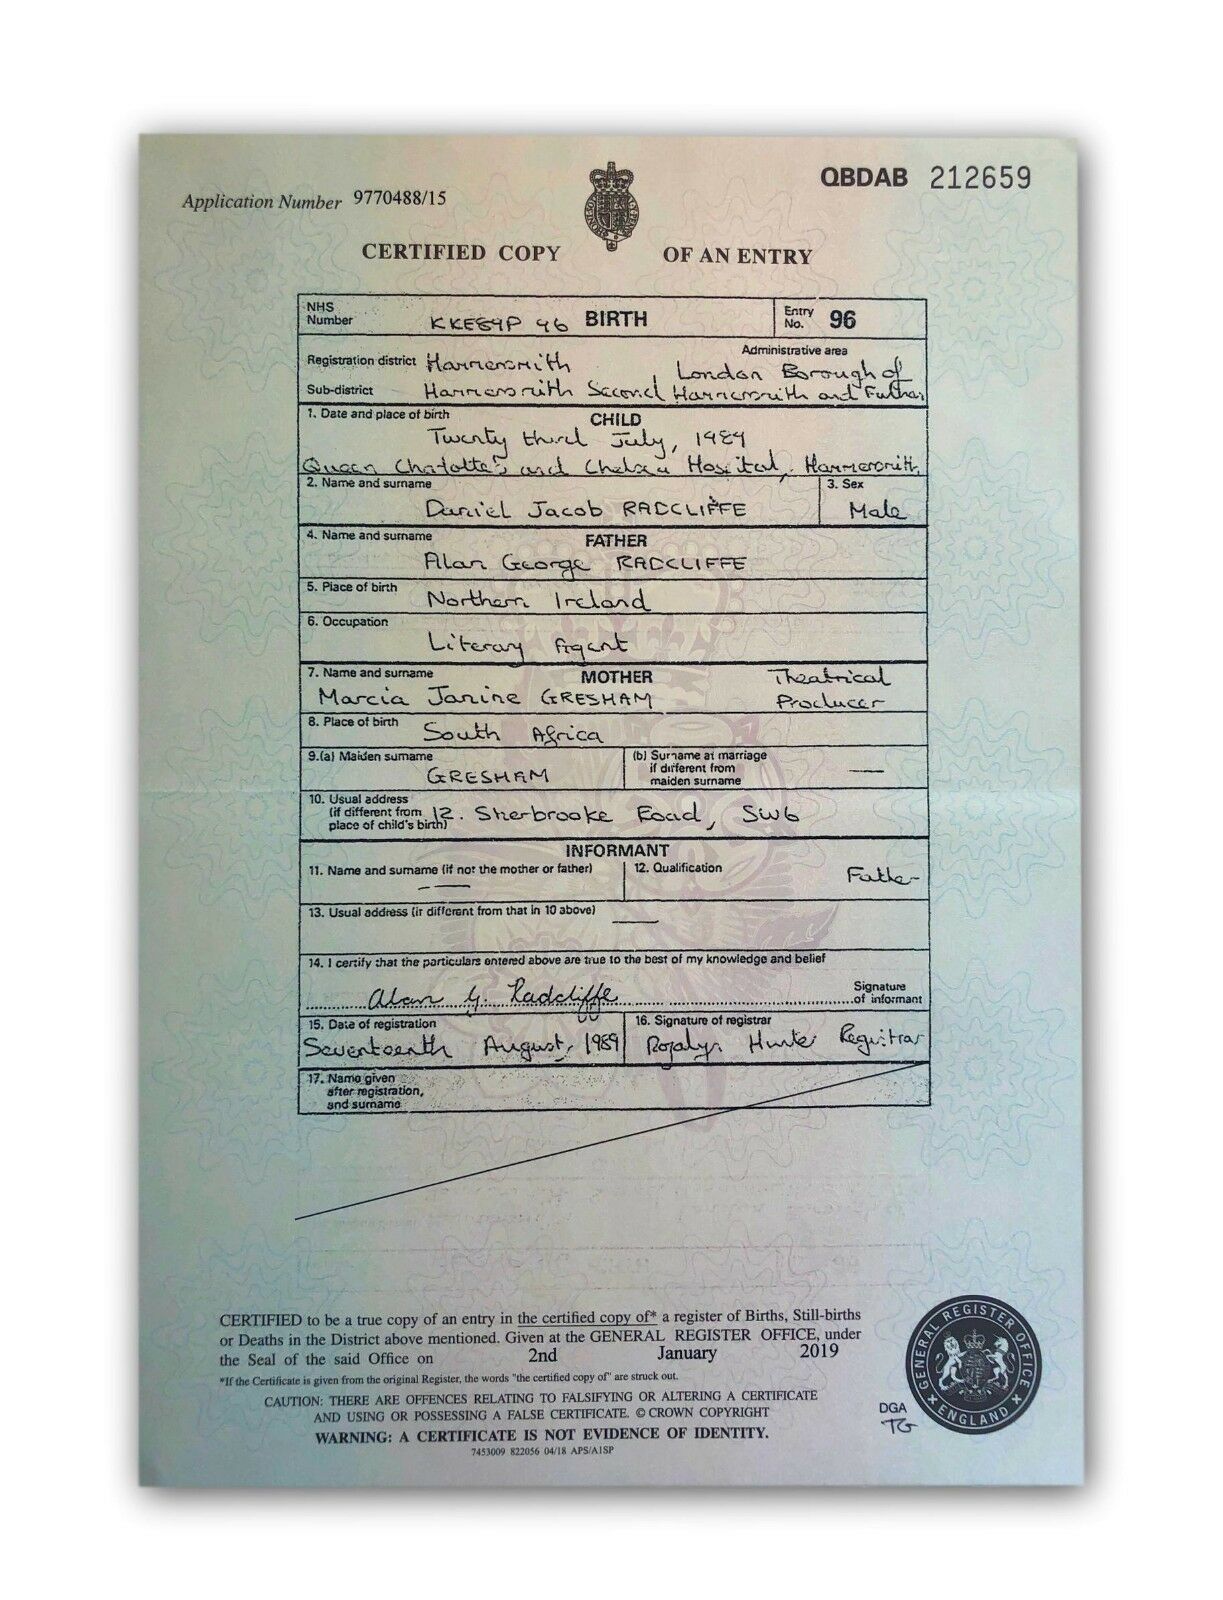 QBDAB 212659
Application Number 9770488/15
CERTIFIED COPY OF AN ENTRY
NHS Number KKE89P 96 BIRTH Entry No. 96
Administrative area
Registration district Hammersmith London Borough of
Sub-district Hammersmith Second Hammersmith and Fulham
1. Date and place of birth CHILD
Twenty third July, 1989
Queen Charlotte's and Chelsea Hospital, Hammersmith
2. Name and surname 3. Sex
Daniel Jacob RADCLIFFE Male
4. Name and surname FATHER
Alan George RADCLIFFE
5. Place of birth
Northern Ireland
6. Occupation
Literary Agent
7. Name and surname MOTHER Theatrical
Marcia Janine GRESHAM Producer
8. Place of birth
South Africa
9.(a) Maiden surname (b) Surname at marriage
if different from
GRESHAM maiden surname —
10. Usual address
(if different from 12. Sherbrooke Road, SW6
place of child's birth)
INFORMANT
11. Name and surname (if not the mother or father) 12. Qualification Father
—
13. Usual address (if different from that in 10 above) —
14. I certify that the particulars entered above are true to the best of my knowledge and belief
Alan G. Radcliffe Signature
of informant
15. Date of registration 16. Signature of registrar
Seventeenth August, 1989 Rosalyn Hunter Registrar
17. Name given
after registration,
and surname
CERTIFIED to be a true copy of an entry in the certified copy of* a register of Births, Still-births
or Deaths in the District above mentioned. Given at the GENERAL REGISTER OFFICE, under
the Seal of the said Office on 2nd January 2019
*If the Certificate is given from the original Register, the words "the certified copy of" are struck out.
CAUTION: THERE ARE OFFENCES RELATING TO FALSIFYING OR ALTERING A CERTIFICATE
AND USING OR POSSESSING A FALSE CERTIFICATE. © CROWN COPYRIGHT
WARNING: A CERTIFICATE IS NOT EVIDENCE OF IDENTITY.
7453009 822056 04/18 APS/A1SP
DGA
TG
GENERAL REGISTER OFFICE
ENGLAND